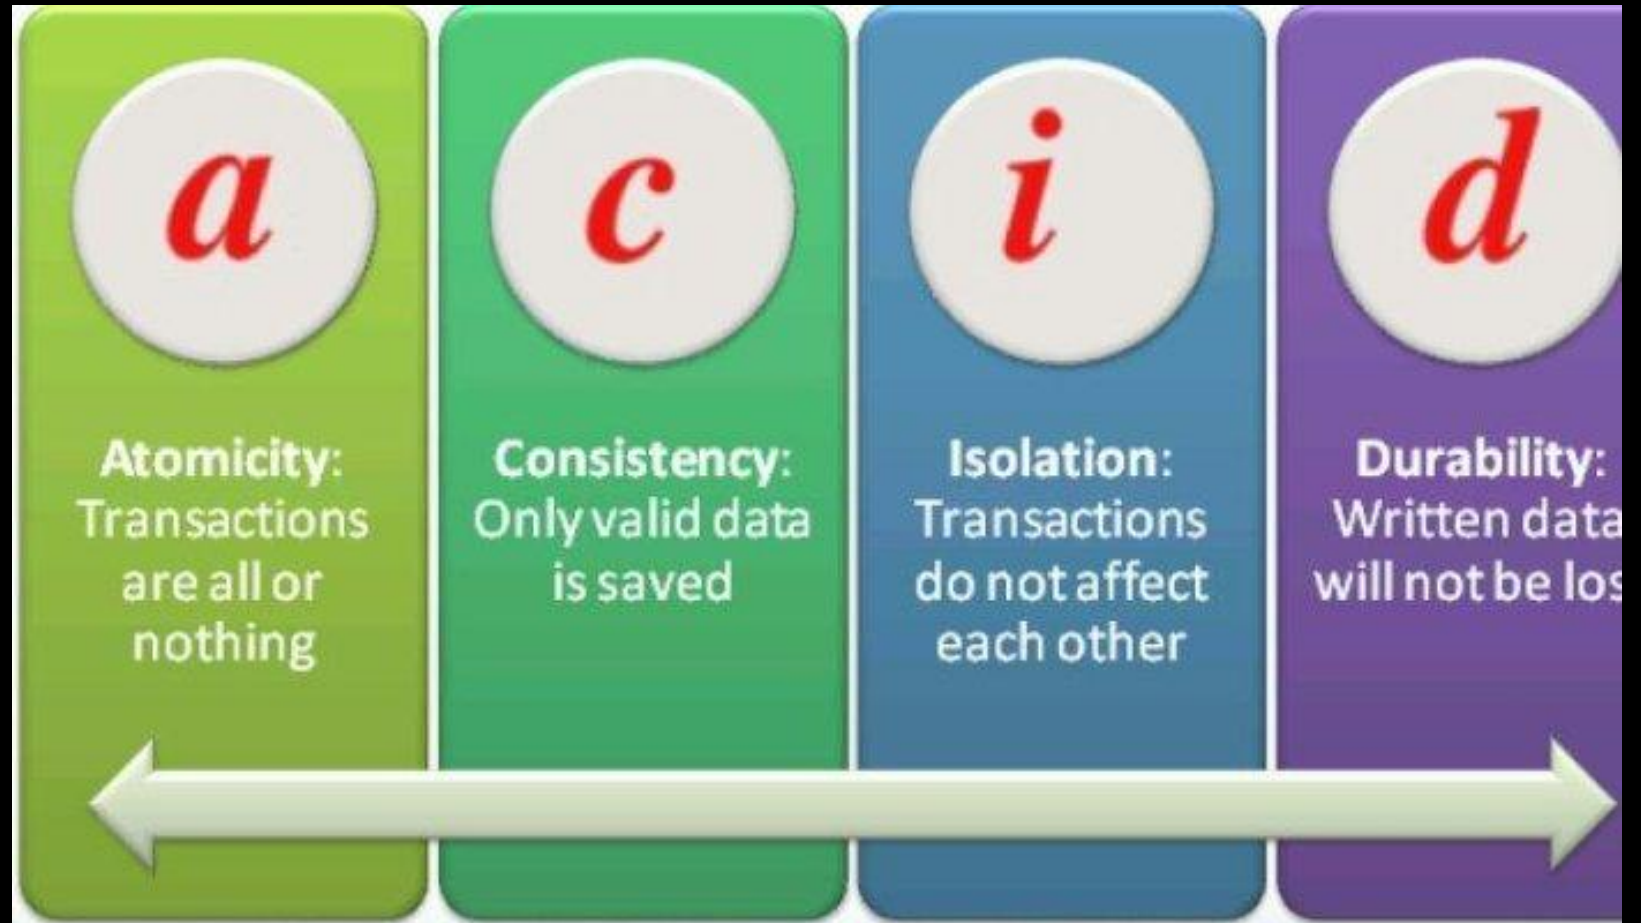 a
c
i
d
Atomicity:
Transactions
are all or
nothing
Consistency:
Only valid data
is saved
Isolation:
Transactions
do not affect
each other
Durability:
Written data
will not be los